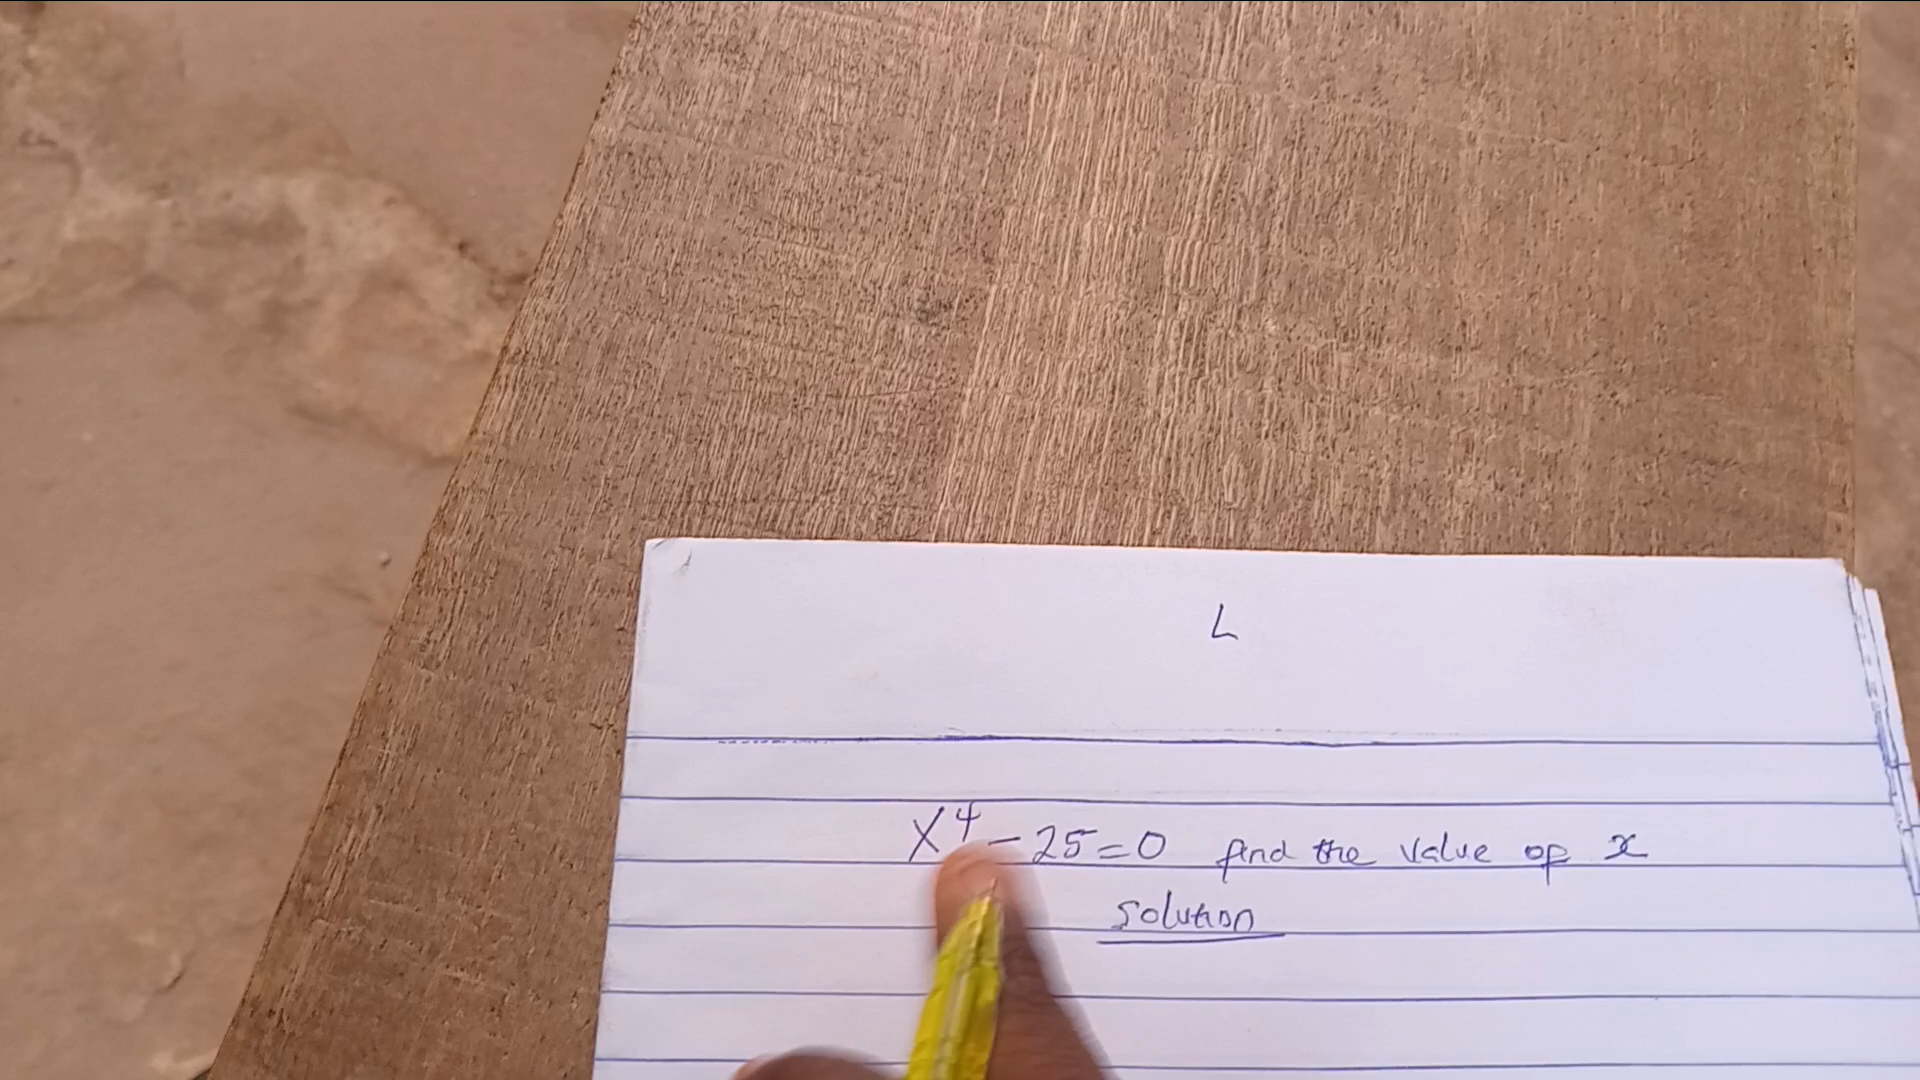 L
X⁴ - 25 = 0 find the value of x
solution